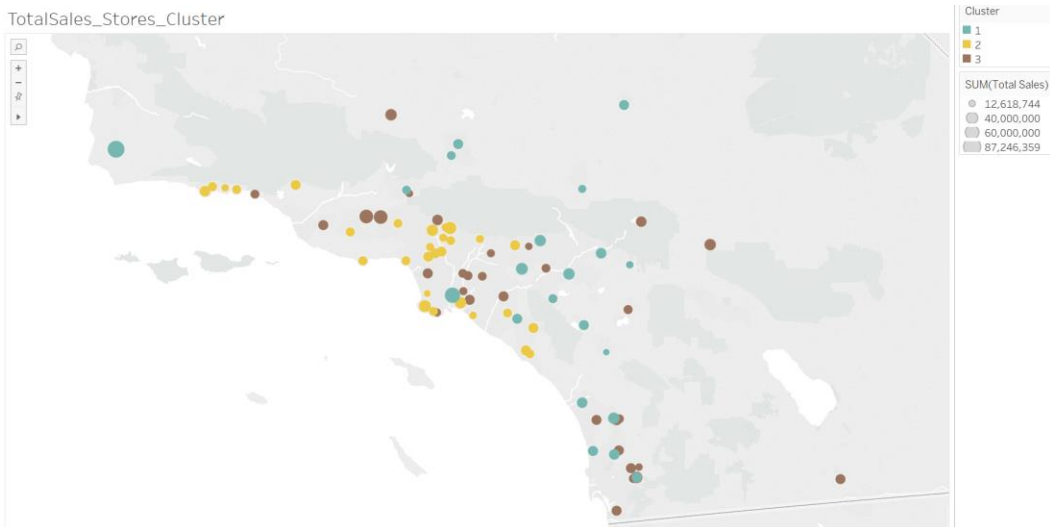 TotalSales_Stores_Cluster
Cluster
1
2
3
SUM(Total Sales)
12,618,744
40,000,000
60,000,000
87,246,359